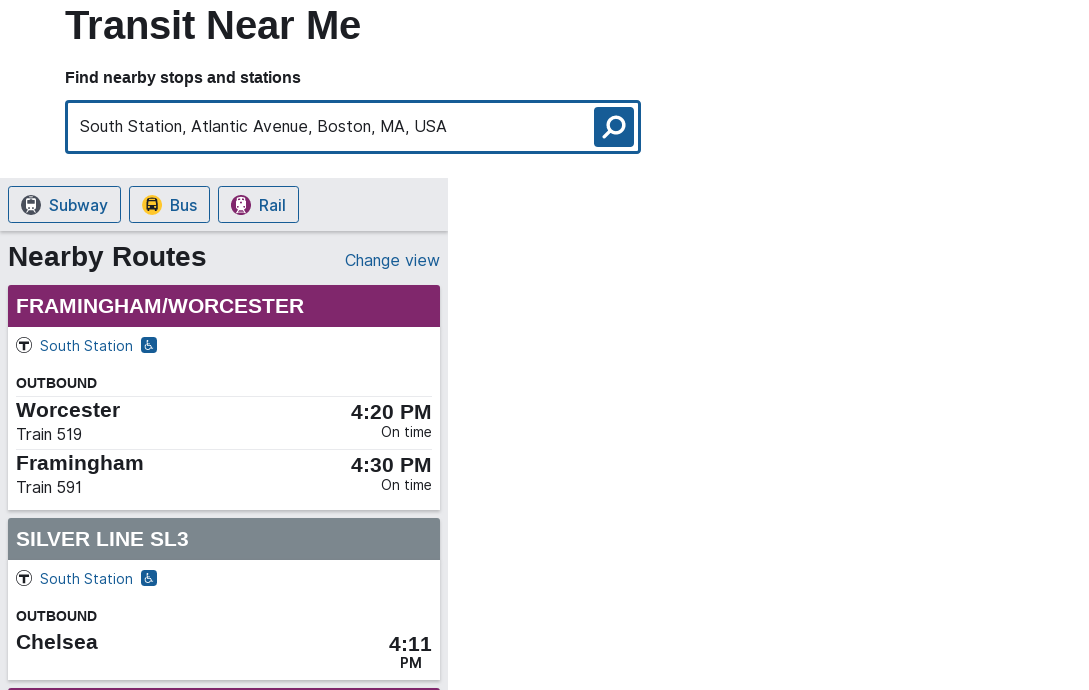 Transit Near Me
Find nearby stops and stations
South Station, Atlantic Avenue, Boston, MA, USA
Subway Bus Rail
Nearby Routes Change view
FRAMINGHAM/WORCESTER
T South Station
OUTBOUND
Worcester 4:20 PM
Train 519 On time
Framingham 4:30 PM
Train 591 On time
SILVER LINE SL3
T South Station
OUTBOUND
Chelsea 4:11
PM